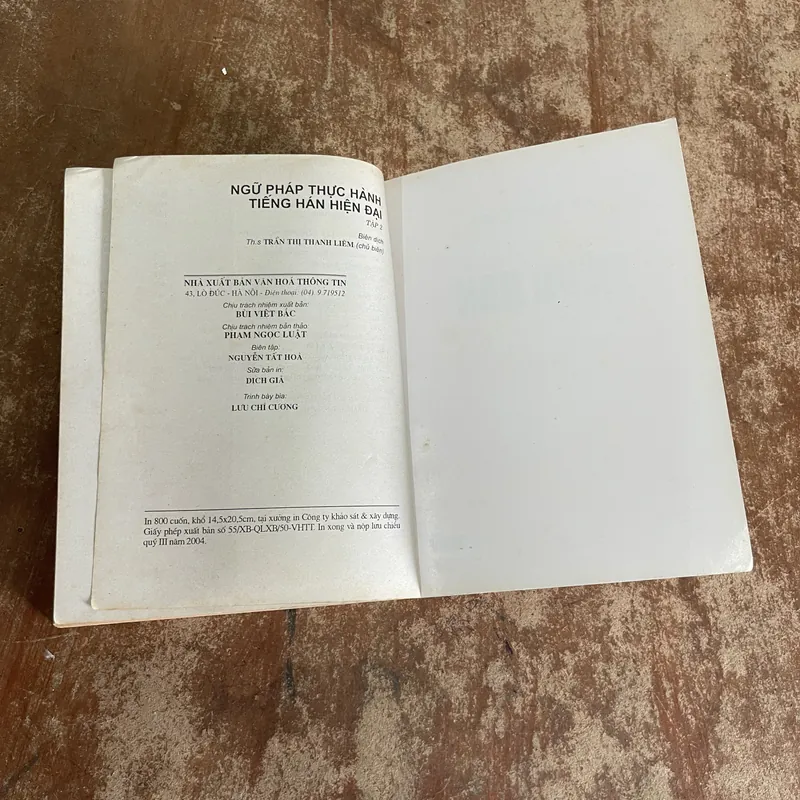 NGỮ PHÁP THỰC HÀNH
TIẾNG HÁN HIỆN ĐẠI
TẬP 2
Biên dịch
Th.s TRẦN THỊ THANH LIÊM (chủ biên)
NHÀ XUẤT BẢN VĂN HOÁ THÔNG TIN
43, LÒ ĐÚC - HÀ NỘI - Điện thoại: (04) 9.719512
Chịu trách nhiệm xuất bản:
BÙI VIỆT BẮC
Chịu trách nhiệm bản thảo:
PHẠM NGỌC LUẬT
Biên tập:
NGUYỄN TẤT HOÀ
Sửa bản in:
DỊCH GIẢ
Trình bày bìa:
LƯU CHÍ CƯƠNG
In 800 cuốn, khổ 14,5x20,5cm, tại xưởng in Công ty khảo sát & xây dựng.
Giấy phép xuất bản số 55/XB-QLXB/50-VHTT. In xong và nộp lưu chiểu
quý III năm 2004.